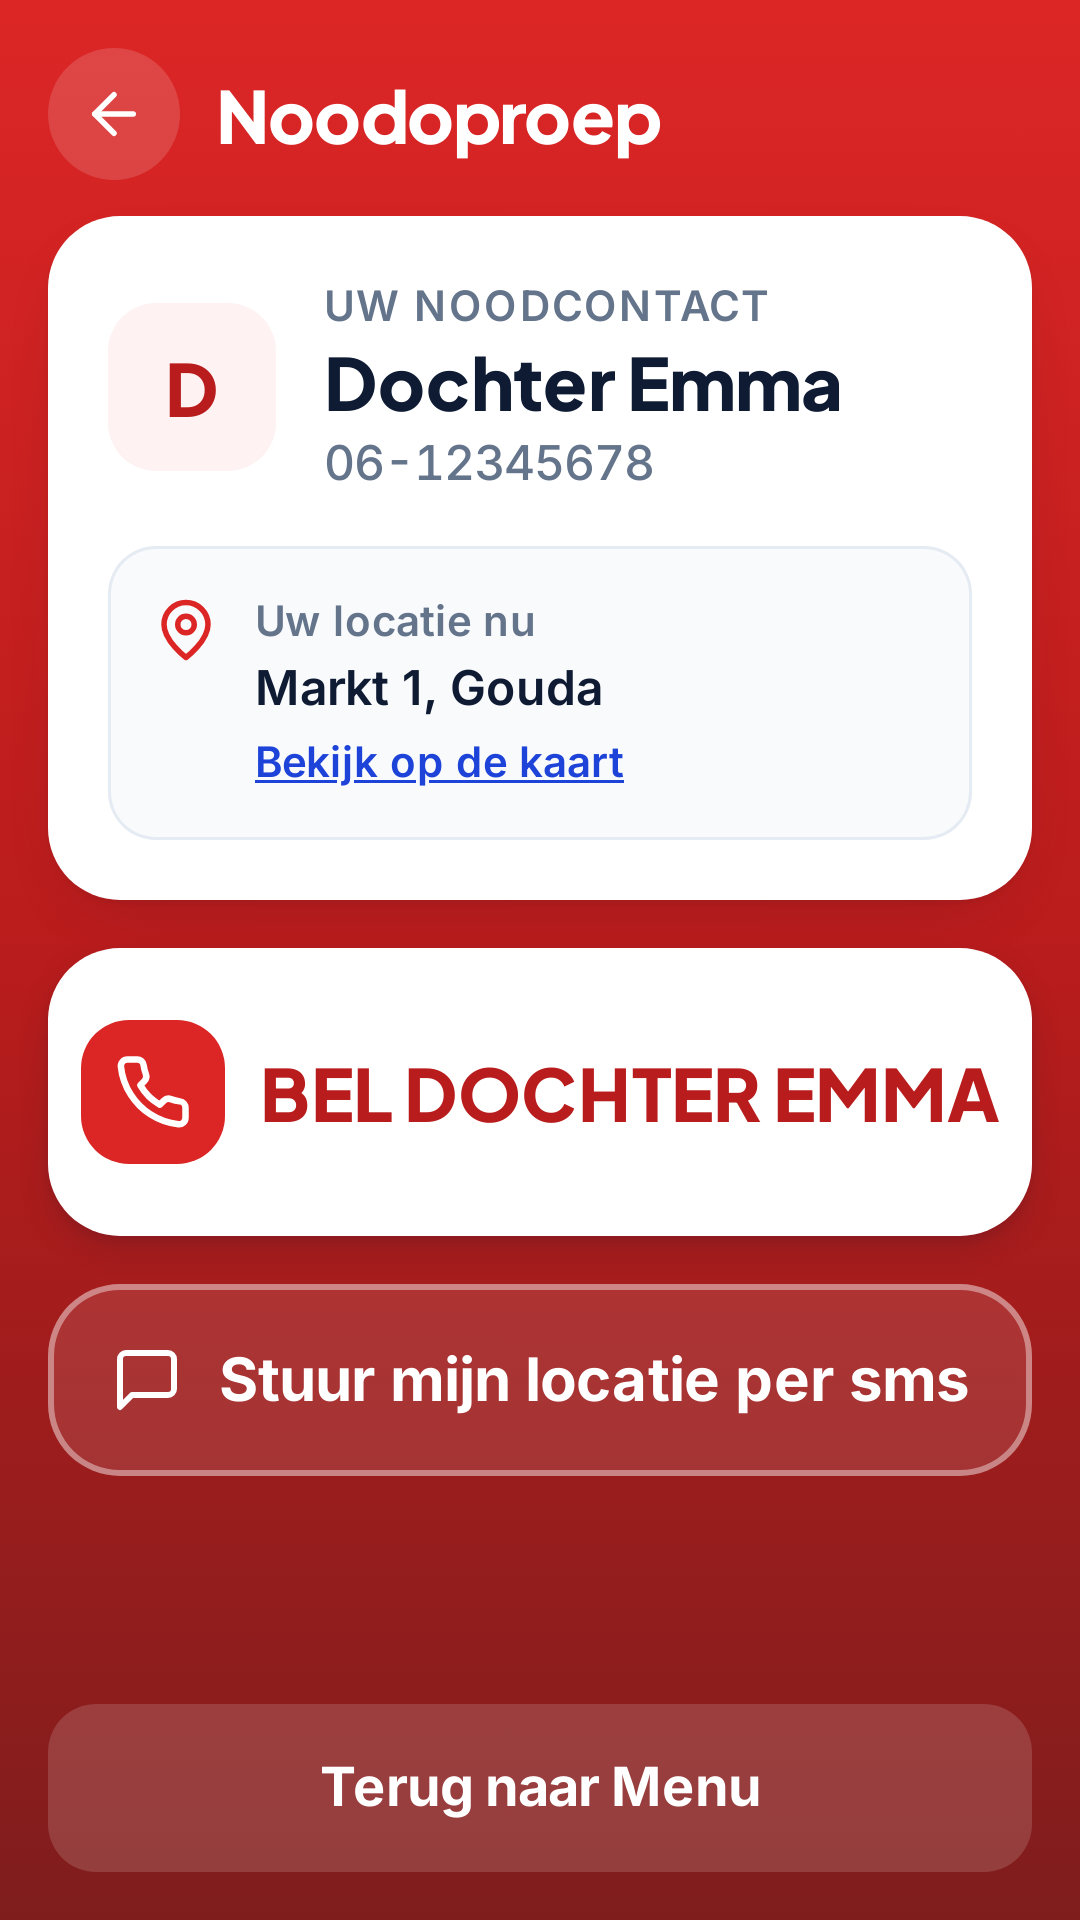 Noodoproep
UW NOODCONTACT
D
Dochter Emma
06-12345678
Uw locatie nu
Markt 1, Gouda
Bekijk op de kaart
BEL DOCHTER EMMA
Stuur mijn locatie per sms
Terug naar Menu